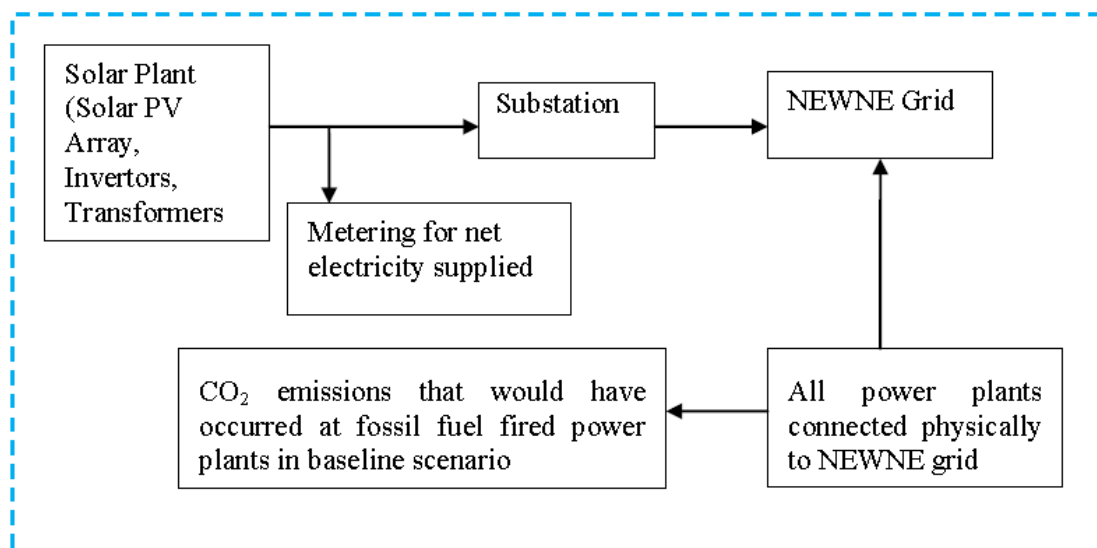 Solar Plant
(Solar PV
Array,
Invertors,
Transformers
Substation
NEWNE Grid
Metering for net
electricity supplied
CO₂ emissions that would have
occurred at fossil fuel fired power
plants in baseline scenario
All power plants
connected physically
to NEWNE grid